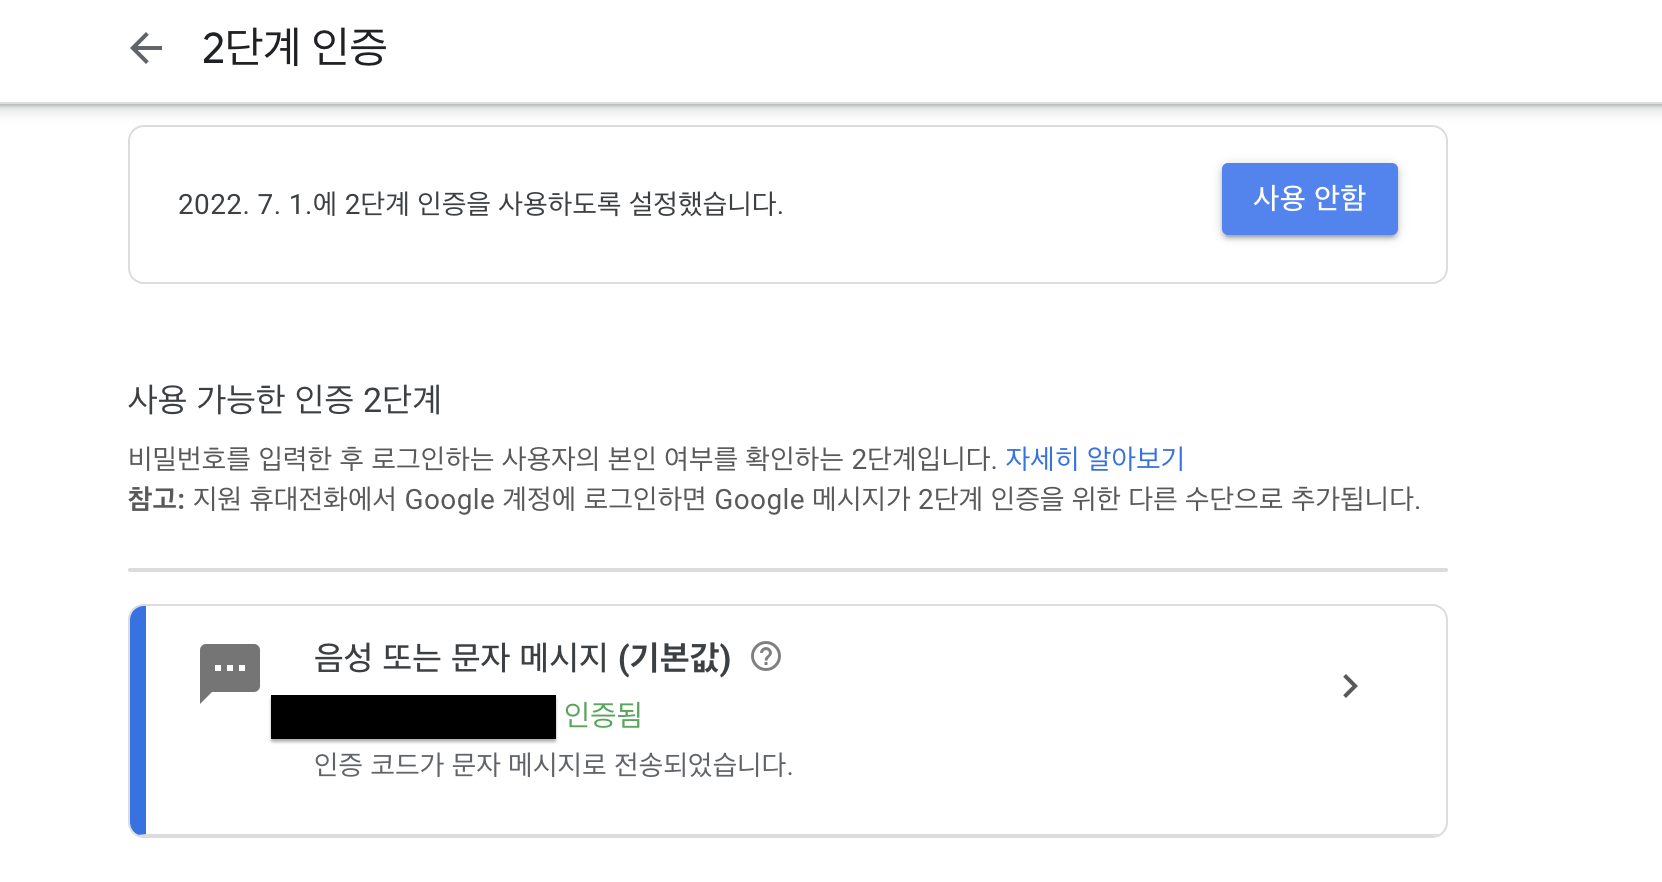 2단계 인증
2022. 7. 1.에 2단계 인증을 사용하도록 설정했습니다.
사용 안함
사용 가능한 인증 2단계
비밀번호를 입력한 후 로그인하는 사용자의 본인 여부를 확인하는 2단계입니다. 자세히 알아보기
참고: 지원 휴대전화에서 Google 계정에 로그인하면 Google 메시지가 2단계 인증을 위한 다른 수단으로 추가됩니다.
음성 또는 문자 메시지 (기본값)
인증됨
인증 코드가 문자 메시지로 전송되었습니다.